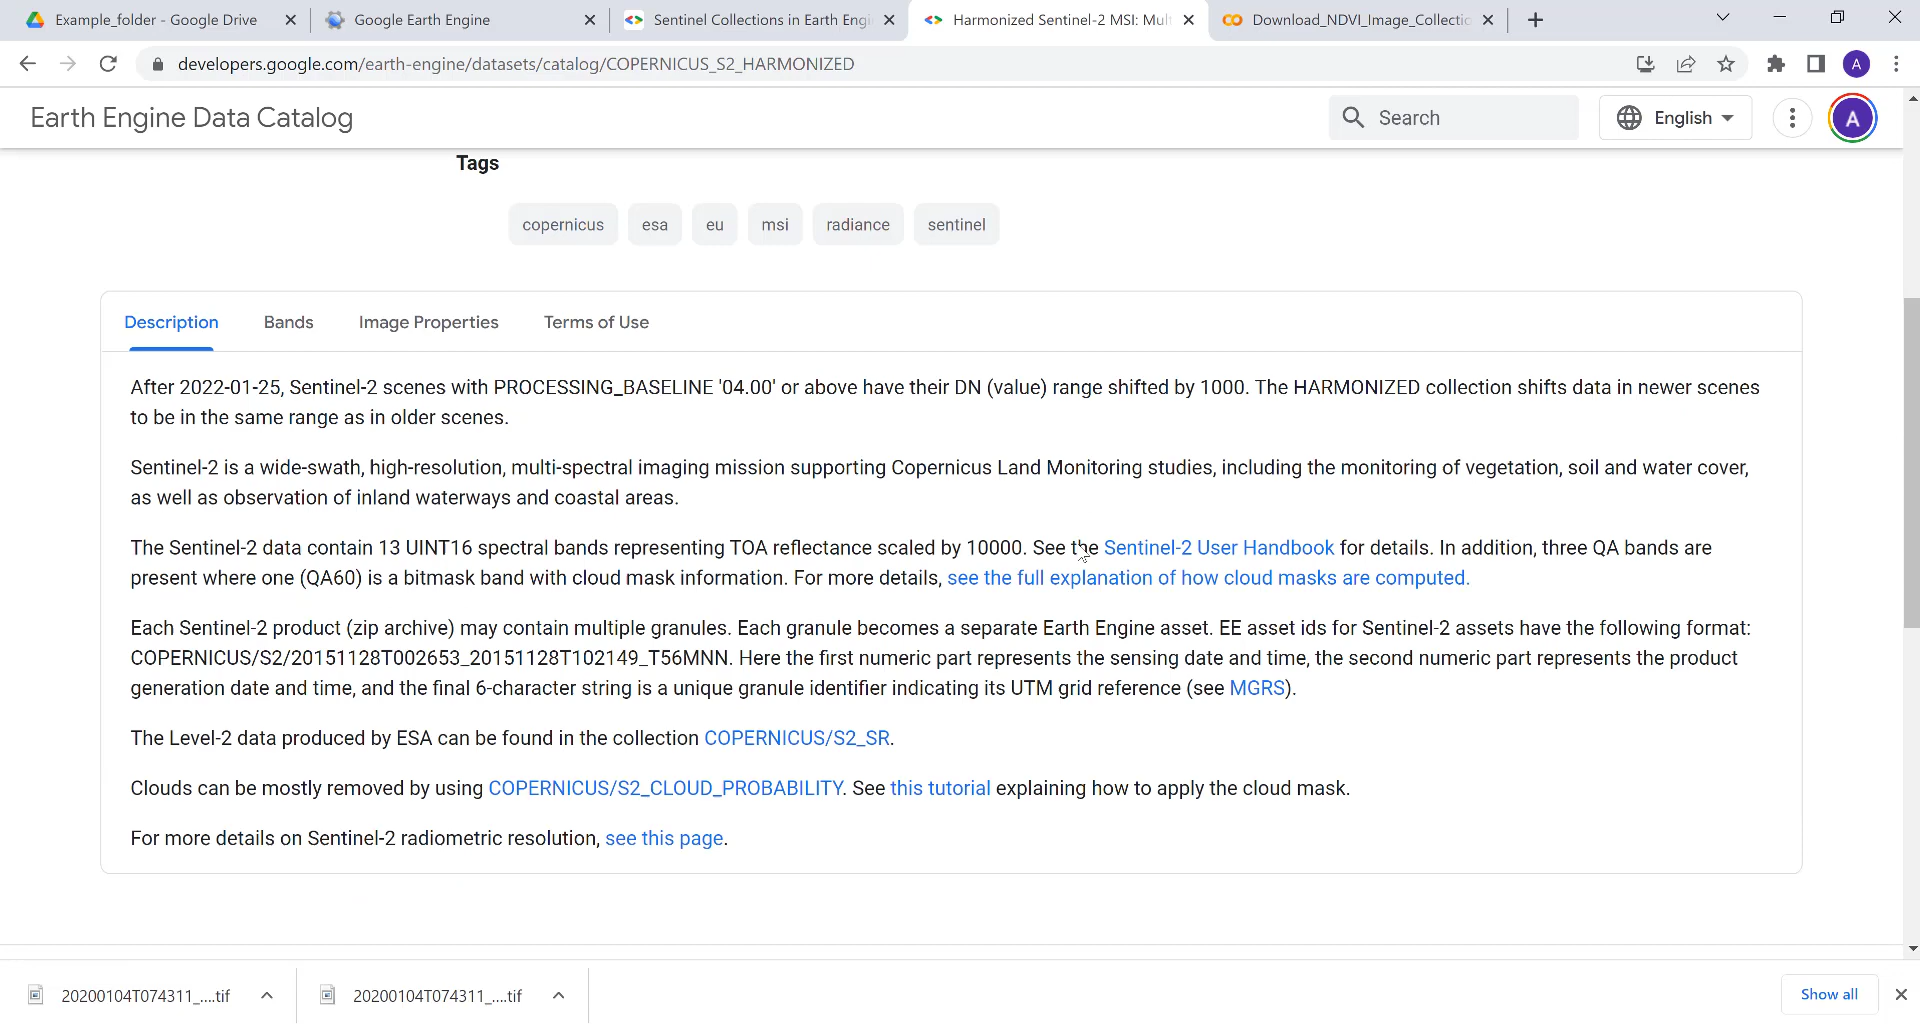 Example_folder - Google Drive
Google Earth Engine
Sentinel Collections in Earth Engi
Harmonized Sentinel-2 MSI: Mul
Download_NDVI_Image_Collectio
developers.google.com/earth-engine/datasets/catalog/COPERNICUS_S2_HARMONIZED
A
Earth Engine Data Catalog
Search
English
A
Tags
copernicus
esa
eu
msi
radiance
sentinel
Description
Bands
Image Properties
Terms of Use
After 2022-01-25, Sentinel-2 scenes with PROCESSING_BASELINE '04.00' or above have their DN (value) range shifted by 1000. The HARMONIZED collection shifts data in newer scenes
to be in the same range as in older scenes.
Sentinel-2 is a wide-swath, high-resolution, multi-spectral imaging mission supporting Copernicus Land Monitoring studies, including the monitoring of vegetation, soil and water cover,
as well as observation of inland waterways and coastal areas.
The Sentinel-2 data contain 13 UINT16 spectral bands representing TOA reflectance scaled by 10000. See the Sentinel-2 User Handbook for details. In addition, three QA bands are
present where one (QA60) is a bitmask band with cloud mask information. For more details, see the full explanation of how cloud masks are computed.
Each Sentinel-2 product (zip archive) may contain multiple granules. Each granule becomes a separate Earth Engine asset. EE asset ids for Sentinel-2 assets have the following format:
COPERNICUS/S2/20151128T002653_20151128T102149_T56MNN. Here the first numeric part represents the sensing date and time, the second numeric part represents the product
generation date and time, and the final 6-character string is a unique granule identifier indicating its UTM grid reference (see MGRS).
The Level-2 data produced by ESA can be found in the collection COPERNICUS/S2_SR.
Clouds can be mostly removed by using COPERNICUS/S2_CLOUD_PROBABILITY. See this tutorial explaining how to apply the cloud mask.
For more details on Sentinel-2 radiometric resolution, see this page.
20200104T074311_....tif
20200104T074311_....tif
Show all